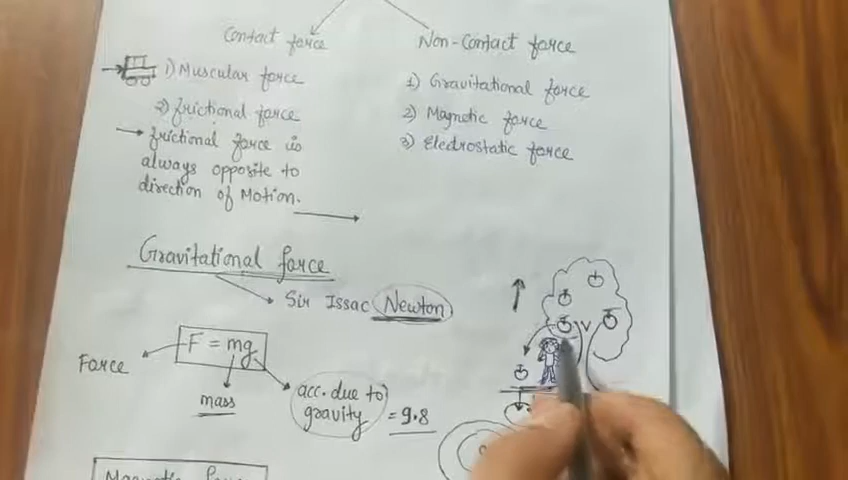 Contact force
1) Muscular force
2) frictional force
frictional force is
always opposite to
direction of Motion.
Non-Contact force
1) Gravitational force
2) Magnetic force
3) Electrostatic force
Gravitational force
Sir Issac Newton
F = mg
Force
mass
acc. due to
gravity = 9.8
Magnetic force